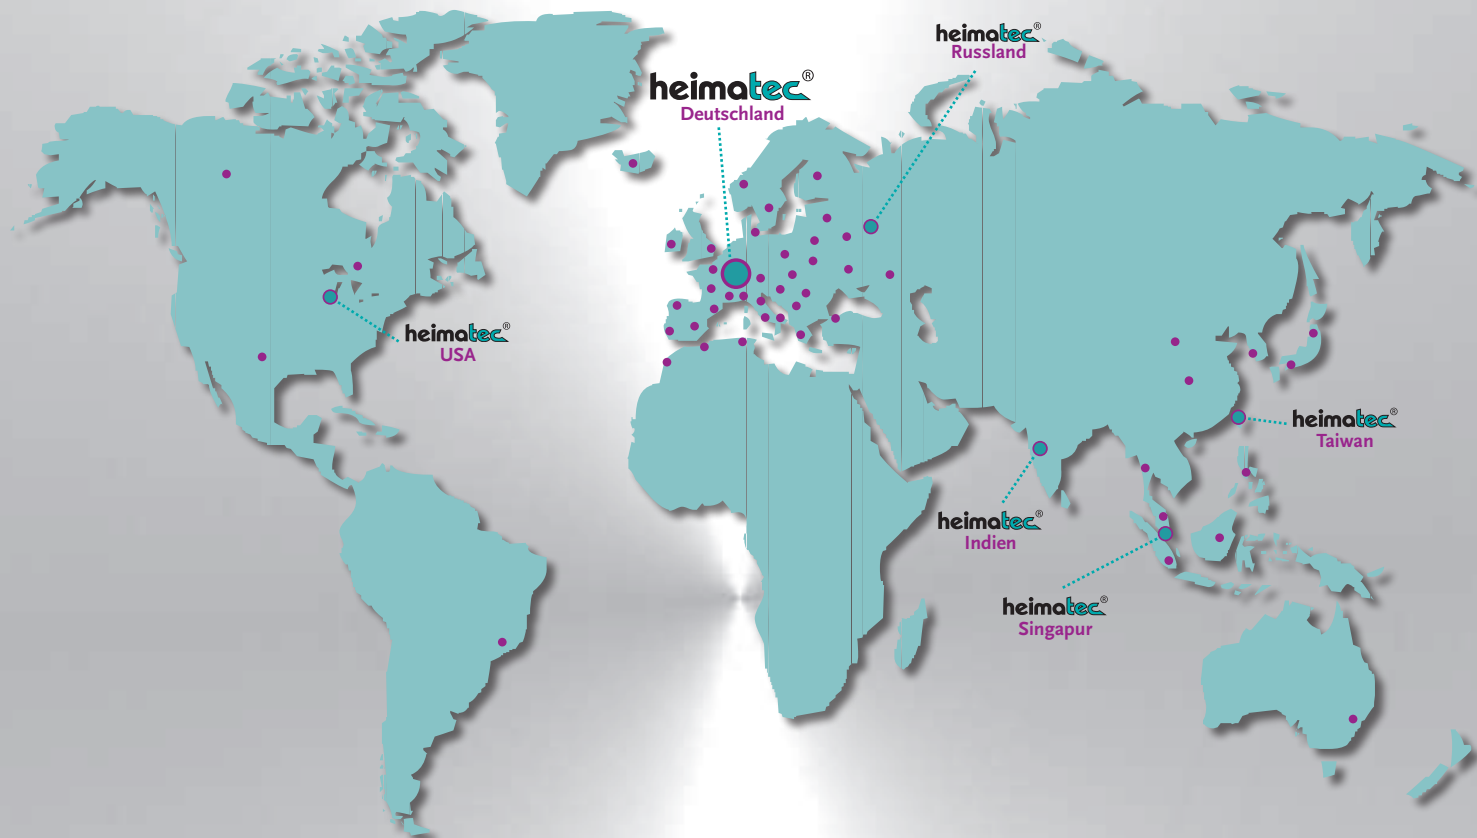 heimatec®
Russland
heimatec®
Deutschland
heimatec®
USA
heimatec®
Taiwan
heimatec®
Indien
heimatec®
Singapur